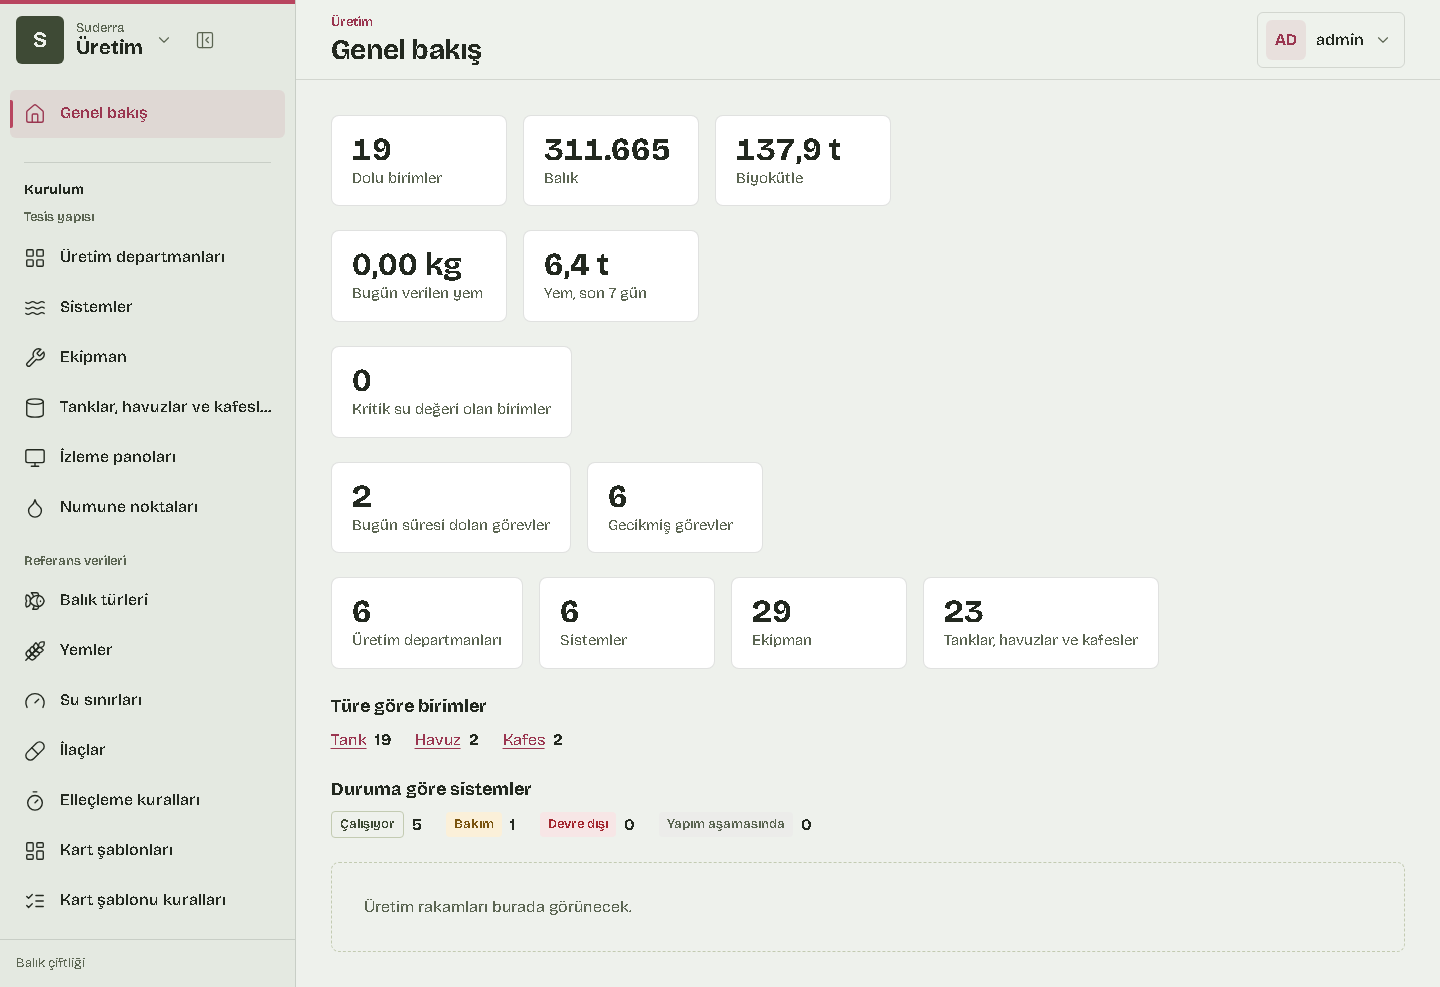 S
Suderra
Üretim
Genel bakış
Kurulum
Tesis yapısı
Üretim departmanları
Sistemler
Ekipman
Tanklar, havuzlar ve kafesl...
İzleme panoları
Numune noktaları
Referans verileri
Balık türleri
Yemler
Su sınırları
İlaçlar
Elleçleme kuralları
Kart şablonları
Kart şablonu kuralları
Balık çiftliği
Üretim
Genel bakış
AD admin
19
Dolu birimler
311.665
Balık
137,9 t
Biyokütle
0,00 kg
Bugün verilen yem
6,4 t
Yem, son 7 gün
0
Kritik su değeri olan birimler
2
Bugün süresi dolan görevler
6
Gecikmiş görevler
6
Üretim departmanları
6
Sistemler
29
Ekipman
23
Tanklar, havuzlar ve kafesler
Türe göre birimler
Tank 19 Havuz 2 Kafes 2
Duruma göre sistemler
Çalışıyor 5 Bakım 1 Devre dışı 0 Yapım aşamasında 0
Üretim rakamları burada görünecek.